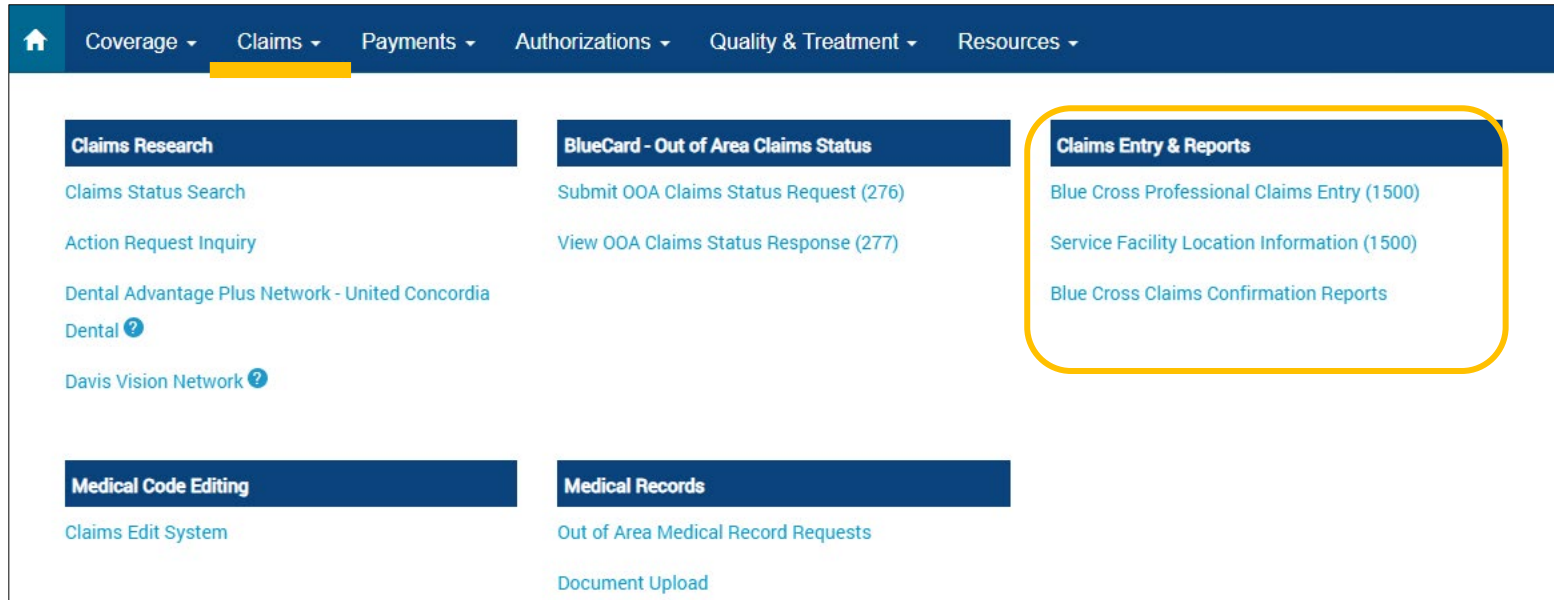 Coverage Claims Payments Authorizations Quality & Treatment Resources
Claims Research
Claims Status Search
Action Request Inquiry
Dental Advantage Plus Network - United Concordia
Dental ?
Davis Vision Network ?
BlueCard - Out of Area Claims Status
Submit OOA Claims Status Request (276)
View OOA Claims Status Response (277)
Claims Entry & Reports
Blue Cross Professional Claims Entry (1500)
Service Facility Location Information (1500)
Blue Cross Claims Confirmation Reports
Medical Code Editing
Claims Edit System
Medical Records
Out of Area Medical Record Requests
Document Upload